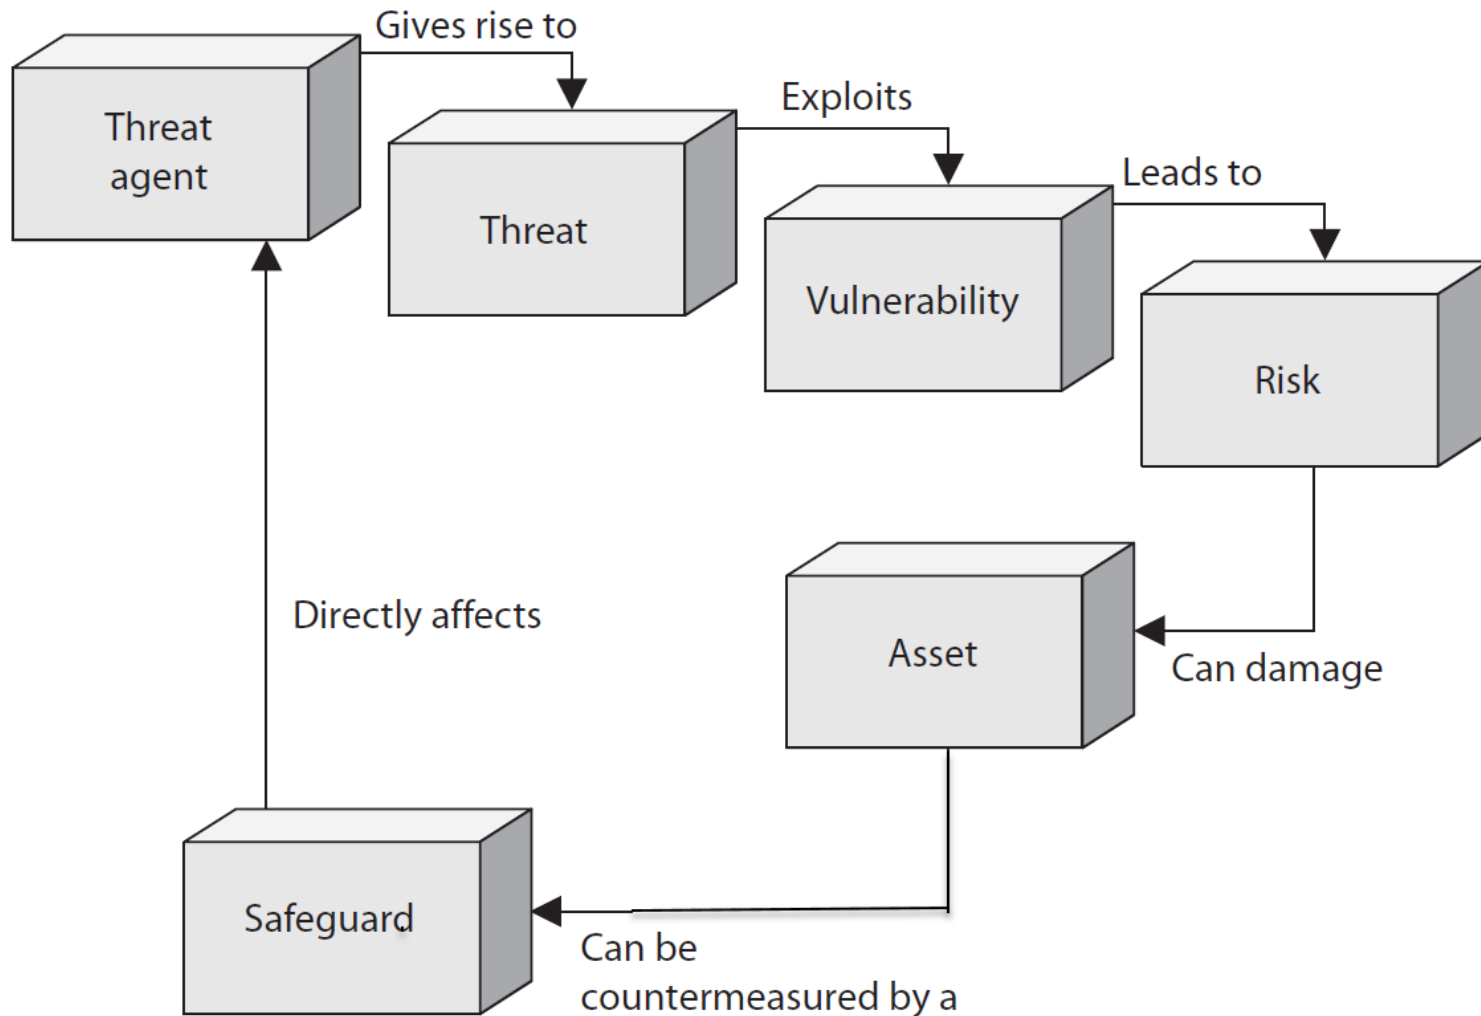 Gives rise to
Threat
agent
Exploits
Threat
Leads to
Vulnerability
Risk
Directly affects
Asset
Can damage
Safeguard
Can be
countermeasured by a